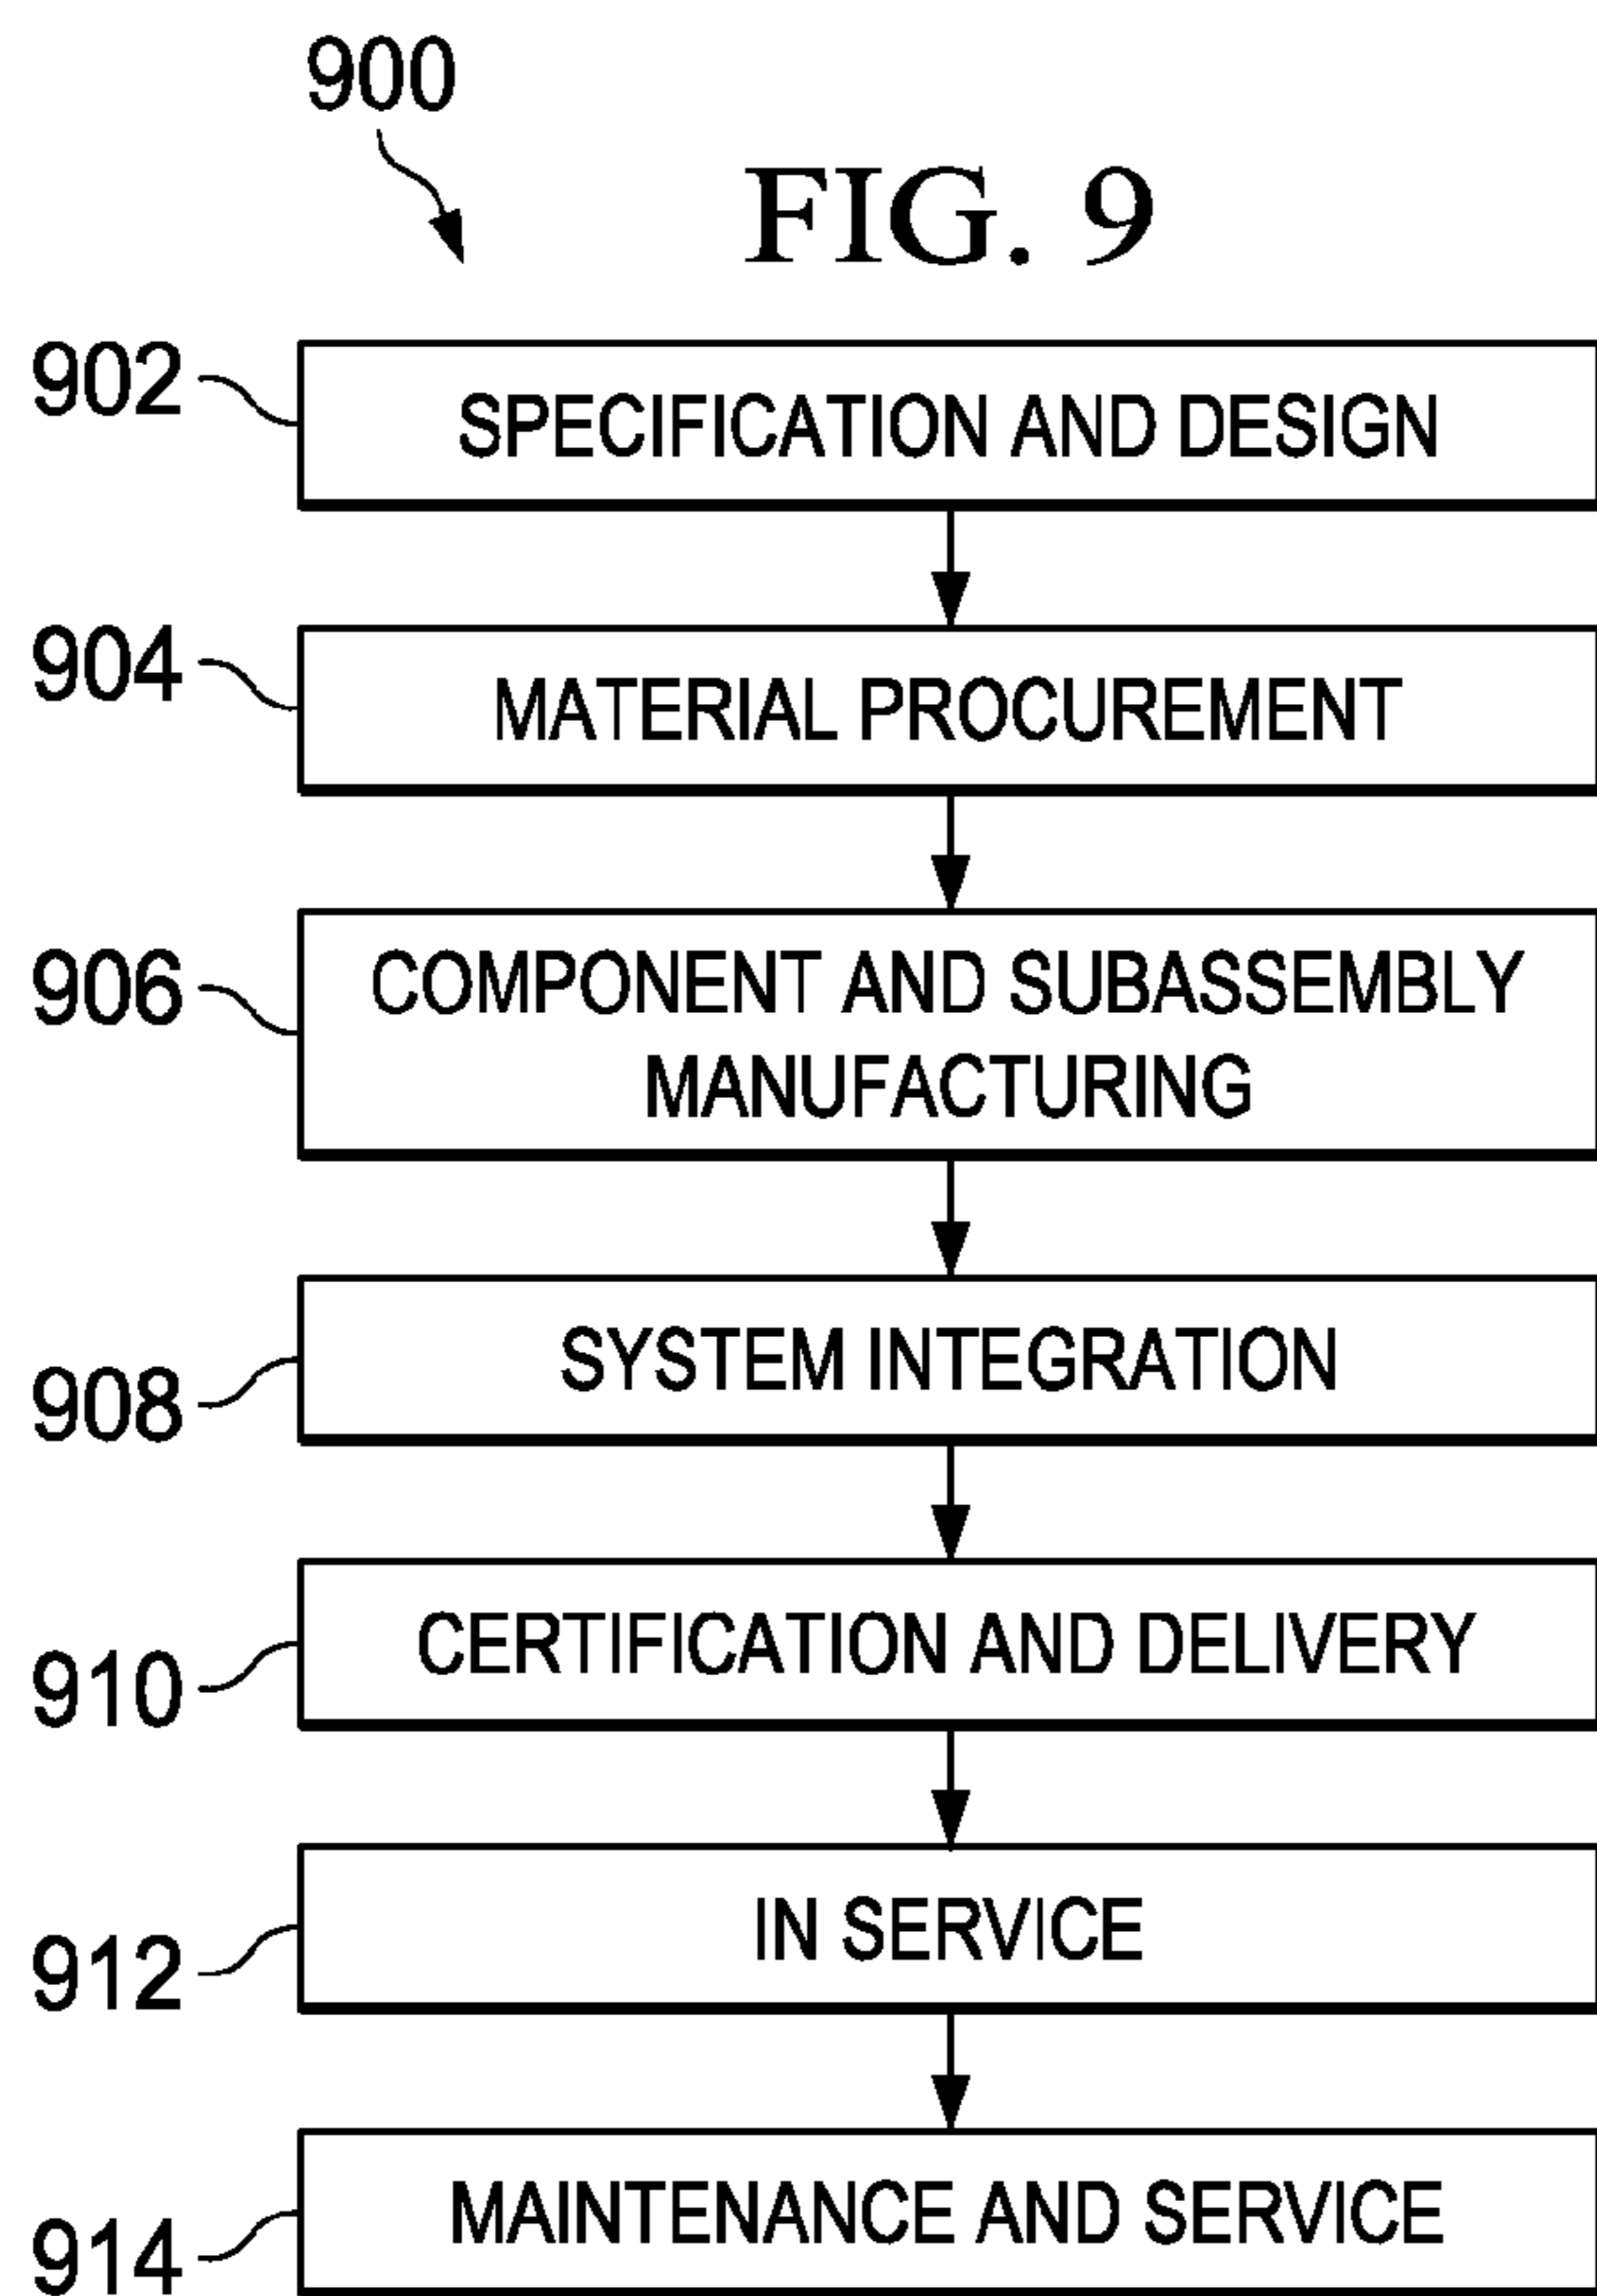 900
FIG. 9
902
SPECIFICATION AND DESIGN
904
MATERIAL PROCUREMENT
906
COMPONENT AND SUBASSEMBLY
MANUFACTURING
908
SYSTEM INTEGRATION
910
CERTIFICATION AND DELIVERY
912
IN SERVICE
914
MAINTENANCE AND SERVICE